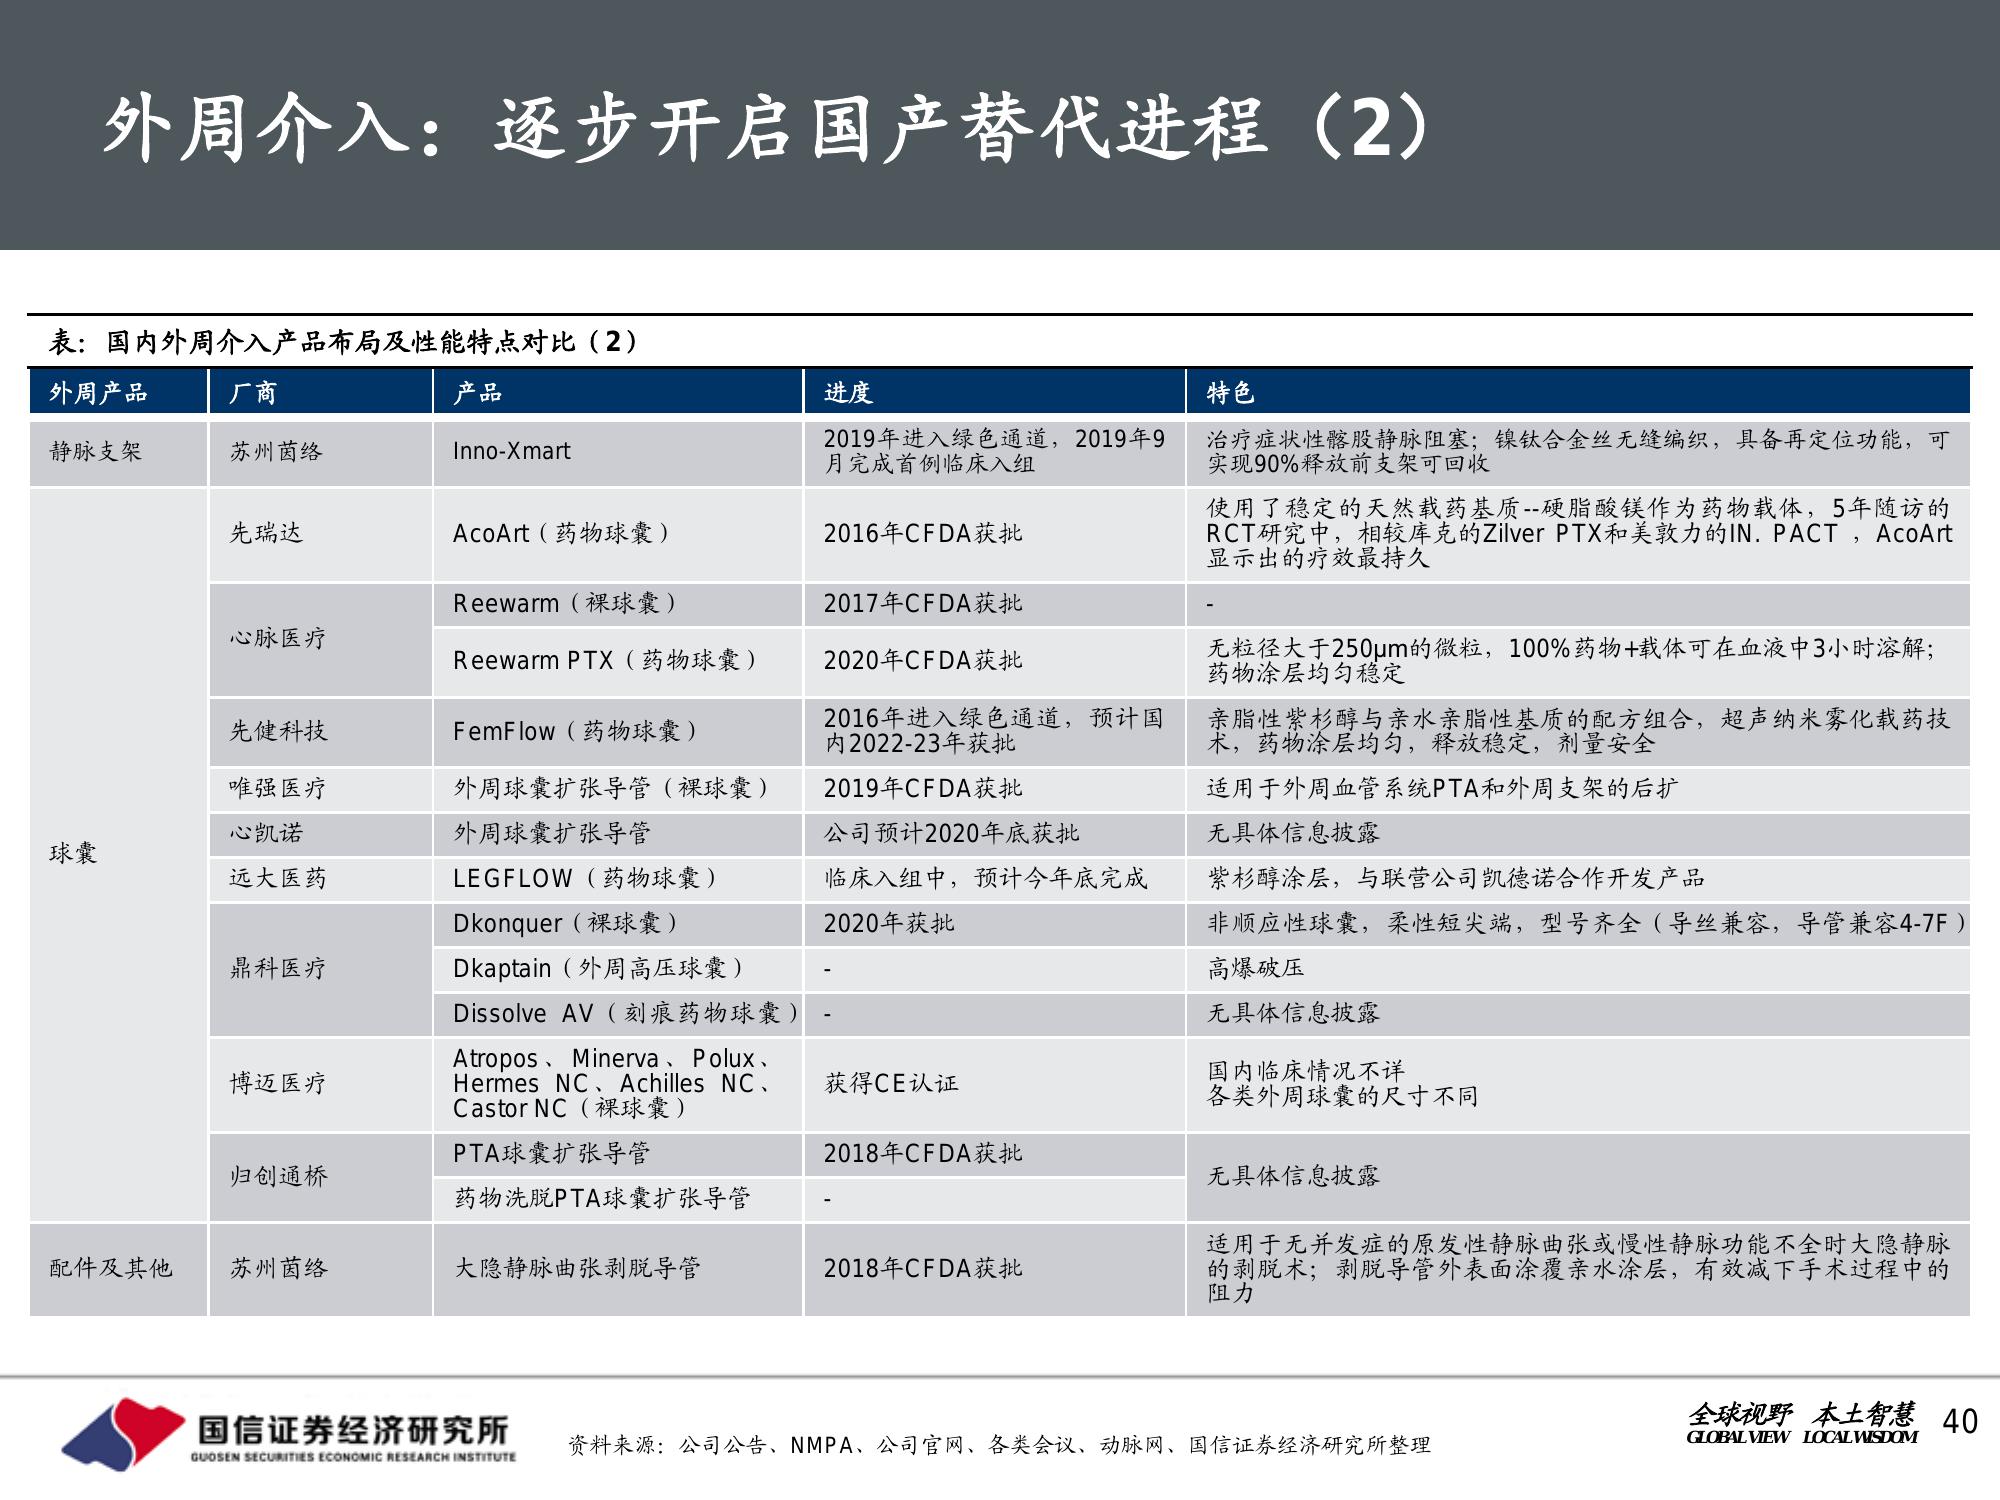 外周介入：逐步开启国产替代进程（2）
表：国内外周介入产品布局及性能特点对比（2）
外周产品 厂商 产品 进度 特色
静脉支架 苏州茵络 Inno-Xmart
2019年进入绿色通道，2019年9
月完成首例临床入组
治疗症状性髂股静脉阻塞；镍钛合金丝无缝编织，具备再定位功能，可
实现90%释放前支架可回收
球囊
先瑞达 AcoArt（药物球囊） 2016年CFDA获批
使用了稳定的天然载药基质--硬脂酸镁作为药物载体，5年随访的
RCT研究中，相较库克的Zilver PTX和美敦力的IN. PACT ，AcoArt
显示出的疗效最持久
心脉医疗
Reewarm（裸球囊） 2017年CFDA获批 -
Reewarm PTX（药物球囊） 2020年CFDA获批
无粒径大于250μm的微粒，100%药物+载体可在血液中3小时溶解；
药物涂层均匀稳定
先健科技 FemFlow（药物球囊）
2016年进入绿色通道，预计国
内2022-23年获批
亲脂性紫杉醇与亲水亲脂性基质的配方组合，超声纳米雾化载药技
术，药物涂层均匀，释放稳定，剂量安全
唯强医疗 外周球囊扩张导管（裸球囊） 2019年CFDA获批 适用于外周血管系统PTA和外周支架的后扩
心凯诺 外周球囊扩张导管 公司预计2020年底获批 无具体信息披露
远大医药 LEGFLOW（药物球囊） 临床入组中，预计今年底完成 紫杉醇涂层，与联营公司凯德诺合作开发产品
鼎科医疗
Dkonquer（裸球囊） 2020年获批 非顺应性球囊，柔性短尖端，型号齐全（导丝兼容，导管兼容4-7F）
Dkaptain（外周高压球囊） - 高爆破压
Dissolve AV（刻痕药物球囊） - 无具体信息披露
博迈医疗
Atropos、Minerva、Polux、
Hermes NC、Achilles NC、
Castor NC（裸球囊）
获得CE认证
国内临床情况不详
各类外周球囊的尺寸不同
归创通桥
PTA球囊扩张导管 2018年CFDA获批
药物洗脱PTA球囊扩张导管 -
无具体信息披露
配件及其他 苏州茵络 大隐静脉曲张剥脱导管 2018年CFDA获批
适用于无并发症的原发性静脉曲张或慢性静脉功能不全时大隐静脉
的剥脱术；剥脱导管外表面涂覆亲水涂层，有效减下手术过程中的
阻力
国信证券经济研究所
GUOSEN SECURITIES ECONOMIC RESEARCH INSTITUTE
资料来源：公司公告、NMPA、公司官网、各类会议、动脉网、国信证券经济研究所整理
全球视野 本土智慧
GLOBAL VIEW LOCAL WISDOM
40